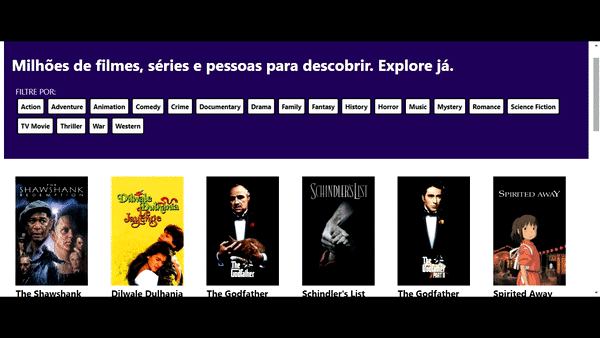 Milhões de filmes, séries e pessoas para descobrir. Explore já.
FILTRE POR:
Action Adventure Animation Comedy Crime Documentary Drama Family Fantasy History Horror Music Mystery Romance Science Fiction
TV Movie Thriller War Western
THE
SHAWSHANK
REDEMPTION
Dilwale
Dulhania
Le
Jayenge
The
Godfather
SCHINDLER'S LIST
The
Godfather
PART II
SPIRITED AWAY
The Shawshank Dilwale Dulhania The Godfather Schindler's List The Godfather Spirited Away